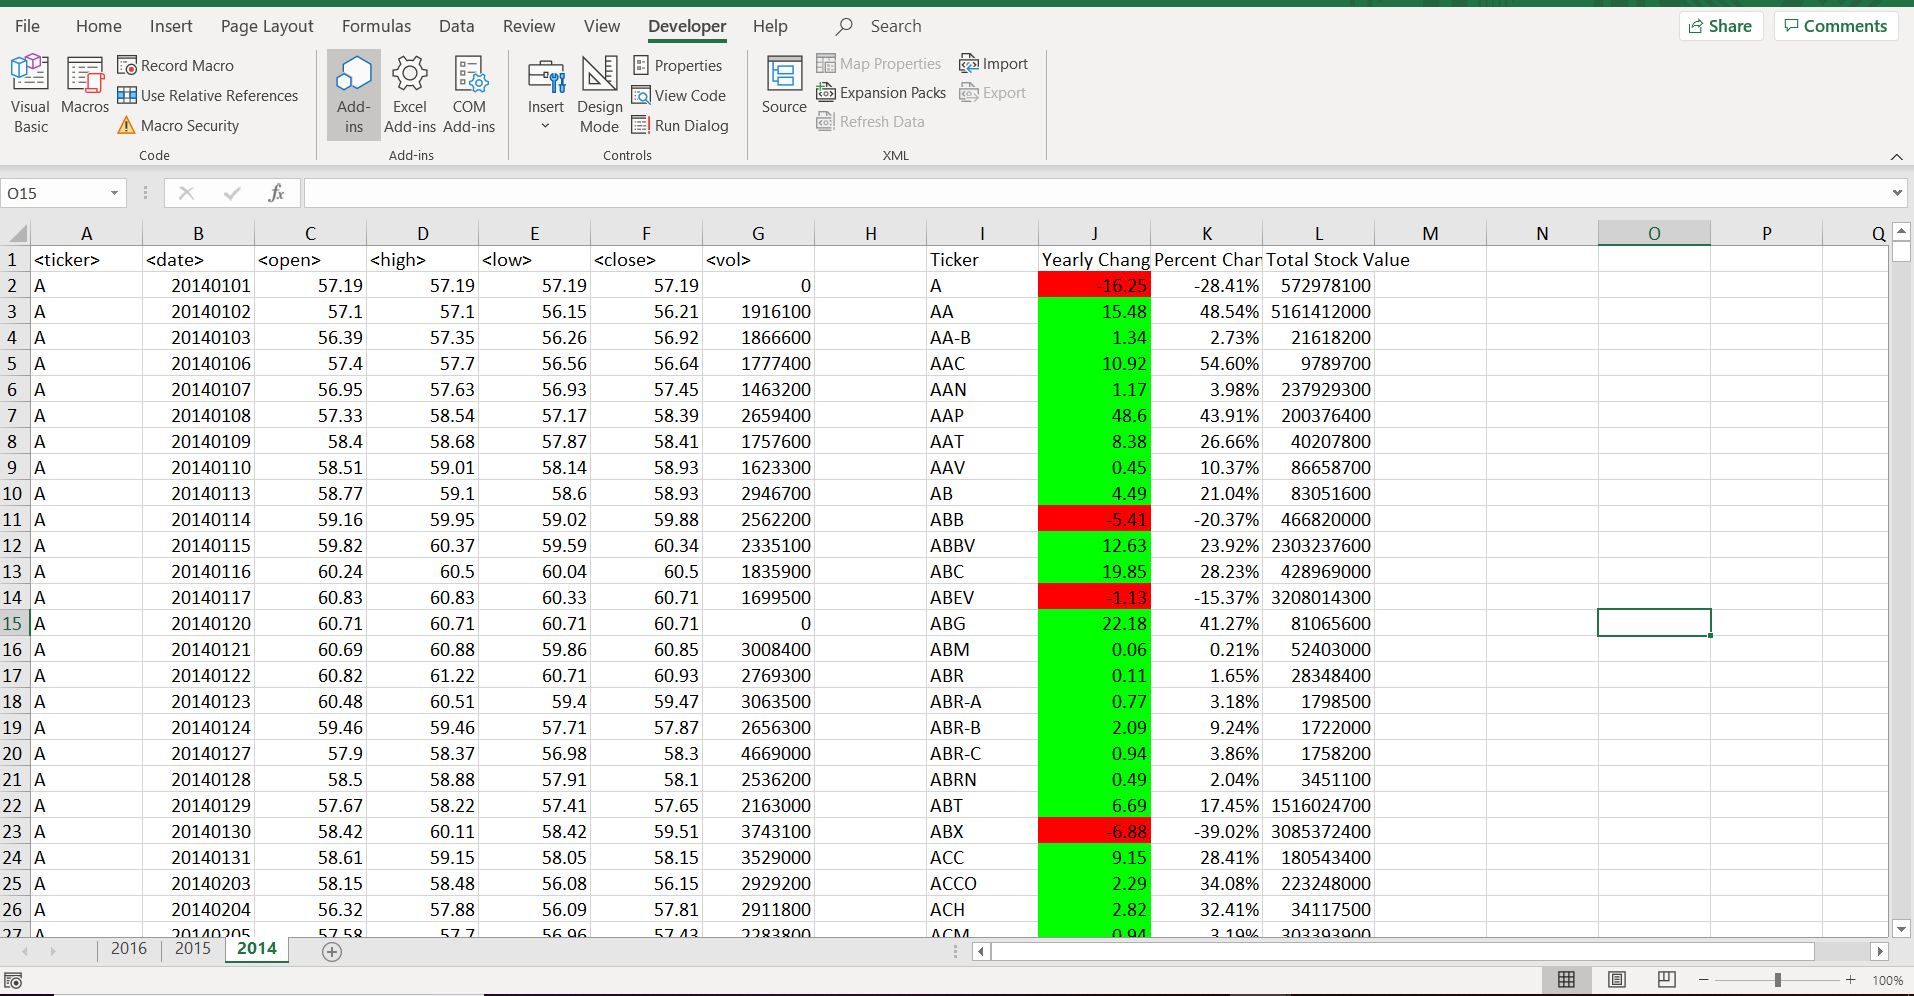 File Home Insert Page Layout Formulas Data Review View Developer Help Search Share Comments
Visual Basic
Macros
Record Macro
Use Relative References
Macro Security
Code
Add-ins
Excel Add-ins
COM Add-ins
Add-ins
Insert
Design Mode
Properties
View Code
Run Dialog
Controls
Source
Map Properties
Expansion Packs
Refresh Data
Import
Export
XML
O15 fx
A B C D E F G H I J K L M N O P Q
1 <ticker> <date> <open> <high> <low> <close> <vol> Ticker Yearly Chang Percent Char Total Stock Value
2 A 20140101 57.19 57.19 57.19 57.19 0 A -16.25 -28.41% 572978100
3 A 20140102 57.1 57.1 56.15 56.21 1916100 AA 15.48 48.54% 5161412000
4 A 20140103 56.39 57.35 56.26 56.92 1866600 AA-B 1.34 2.73% 21618200
5 A 20140106 57.4 57.7 56.56 56.64 1777400 AAC 10.92 54.60% 9789700
6 A 20140107 56.95 57.63 56.93 57.45 1463200 AAN 1.17 3.98% 237929300
7 A 20140108 57.33 58.54 57.17 58.39 2659400 AAP 48.6 43.91% 200376400
8 A 20140109 58.4 58.68 57.87 58.41 1757600 AAT 8.38 26.66% 40207800
9 A 20140110 58.51 59.01 58.14 58.93 1623300 AAV 0.45 10.37% 86658700
10 A 20140113 58.77 59.1 58.6 58.93 2946700 AB 4.49 21.04% 83051600
11 A 20140114 59.16 59.95 59.02 59.88 2562200 ABB -5.41 -20.37% 466820000
12 A 20140115 59.82 60.37 59.59 60.34 2335100 ABBV 12.63 23.92% 2303237600
13 A 20140116 60.24 60.5 60.04 60.5 1835900 ABC 19.85 28.23% 428969000
14 A 20140117 60.83 60.83 60.33 60.71 1699500 ABEV -1.13 -15.37% 3208014300
15 A 20140120 60.71 60.71 60.71 60.71 0 ABG 22.18 41.27% 81065600
16 A 20140121 60.69 60.88 59.86 60.85 3008400 ABM 0.06 0.21% 52403000
17 A 20140122 60.82 61.22 60.71 60.93 2769300 ABR 0.11 1.65% 28348400
18 A 20140123 60.48 60.51 59.4 59.47 3063500 ABR-A 0.77 3.18% 1798500
19 A 20140124 59.46 59.46 57.71 57.87 2656300 ABR-B 2.09 9.24% 1722000
20 A 20140127 57.9 58.37 56.98 58.3 4669000 ABR-C 0.94 3.86% 1758200
21 A 20140128 58.5 58.88 57.91 58.1 2536200 ABRN 0.49 2.04% 3451100
22 A 20140129 57.67 58.22 57.41 57.65 2163000 ABT 6.69 17.45% 1516024700
23 A 20140130 58.42 60.11 58.42 59.51 3743100 ABX -6.88 -39.02% 3085372400
24 A 20140131 58.61 59.15 58.05 58.15 3529000 ACC 9.15 28.41% 180543400
25 A 20140203 58.15 58.48 56.08 56.15 2929200 ACCO 2.29 34.08% 223248000
26 A 20140204 56.32 57.88 56.09 57.81 2911800 ACH 2.82 32.41% 34117500
27 A 20140205 57.58 57.7 56.96 57.43 2283800 ACM 0.94 3.19% 303393900
2016 2015 2014
100%